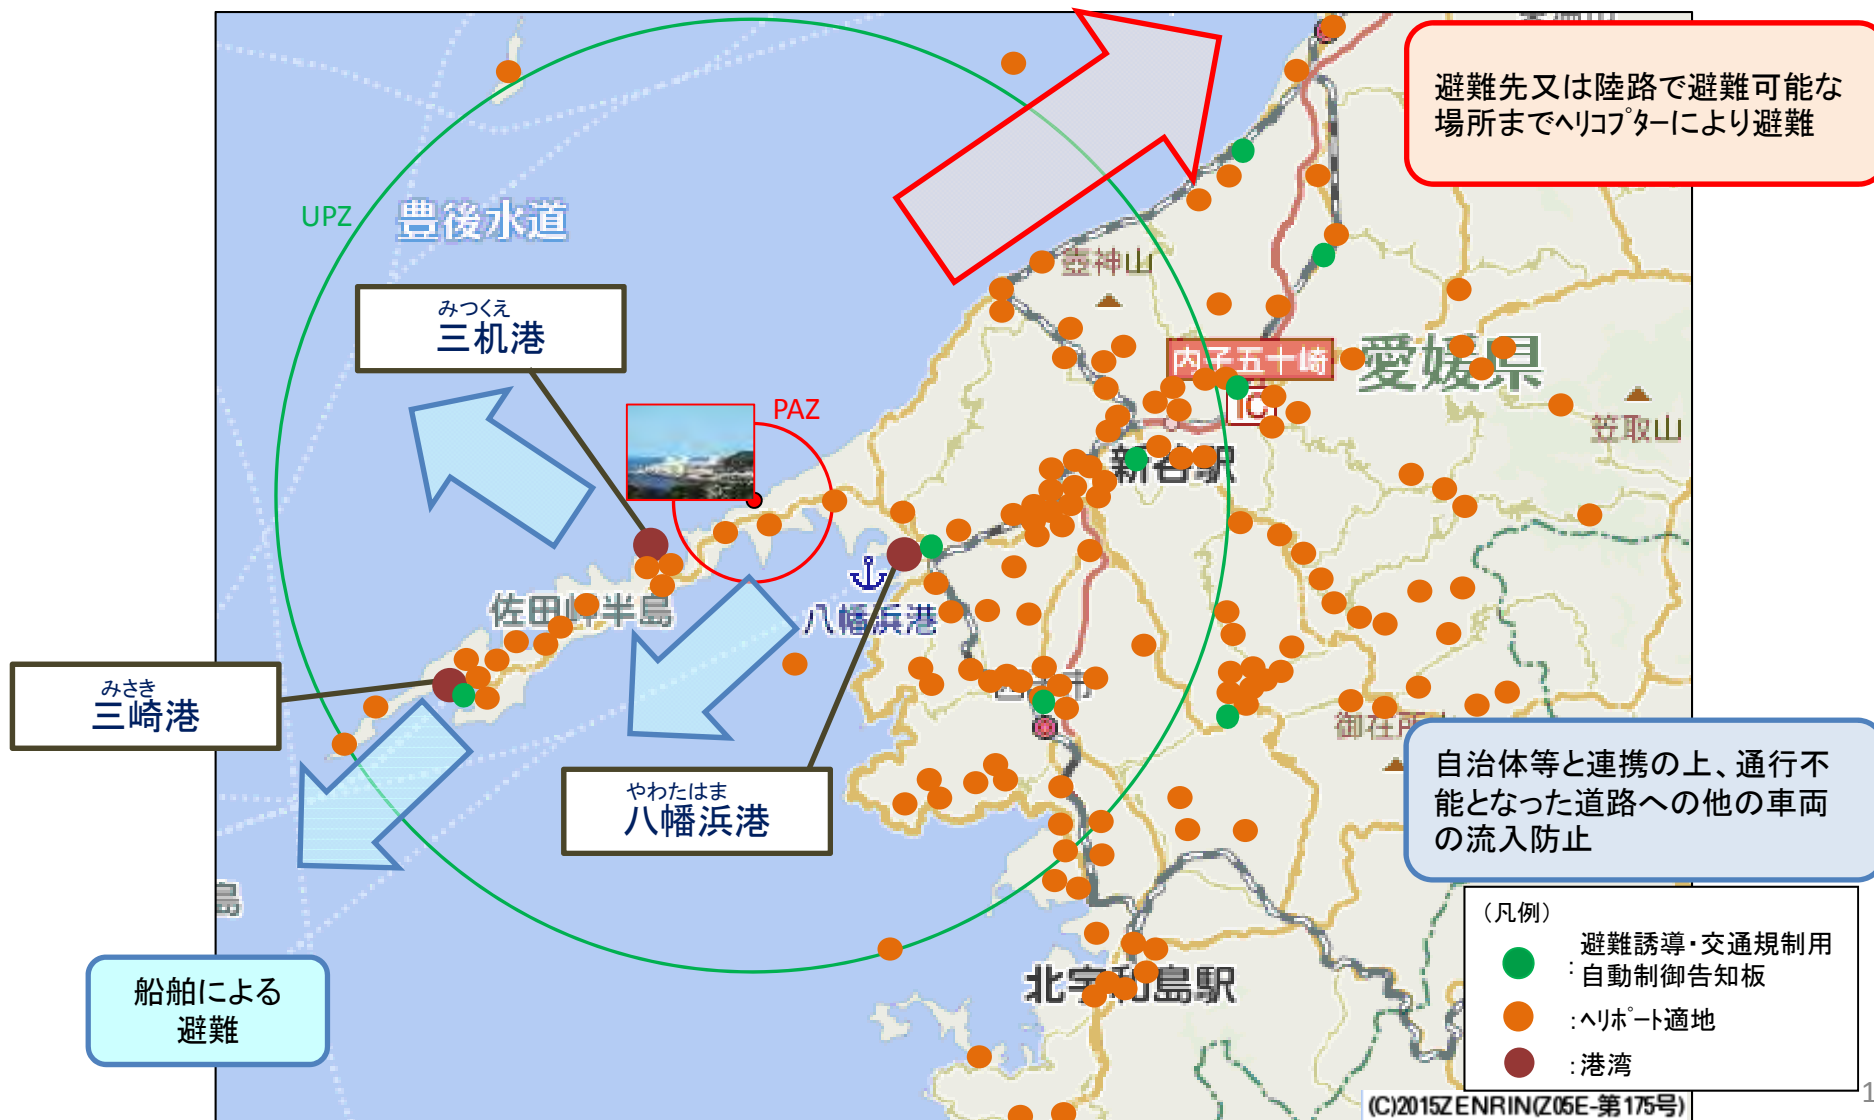 避難先又は陸路で避難可能な
場所までヘリコプターにより避難
UPZ
豊後水道
壺神山
みつくえ
三机港
内子五十崎
IC
愛媛県
PAZ
笠取山
新谷駅
佐田岬半島
八幡浜港
みさき
三崎港
御在所山
やわたはま
八幡浜港
自治体等と連携の上、通行不
能となった道路への他の車両
の流入防止
島
船舶による
避難
北宇和島駅
（凡例）
：避難誘導・交通規制用
自動制御告知板
：ヘリポート適地
：港湾
(C)2015ZENRIN(Z05E-第175号)
1